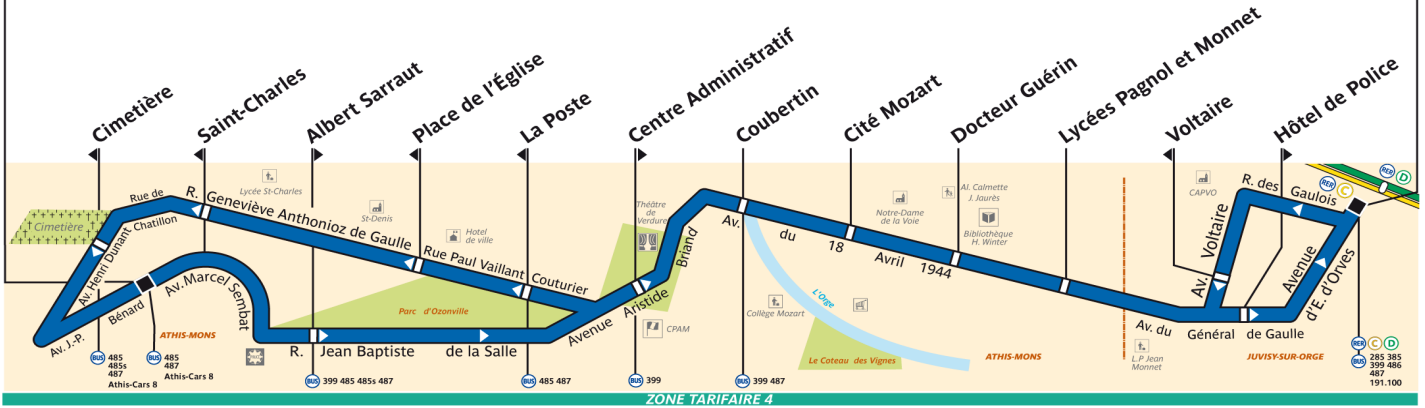 Cimetière
Saint-Charles
Albert Sarraut
Place de l'Église
La Poste
Centre Administratif
Coubertin
Cité Mozart
Docteur Guérin
Lycées Pagnol et Monnet
Voltaire
Hôtel de Police
RER D
RER C
Cimetière
Rue de
Chatillon
Av. Henri Dunant
Av. J.-P.
Bénard
Av. Marcel Sembat
R. Geneviève Anthonioz de Gaulle
Lycée St-Charles
St-Denis
Hotel
de ville
Rue Paul Vaillant Couturier
Parc d'Ozonville
R. Jean Baptiste de la Salle
Théâtre
de
Verdure
Avenue Aristide Briand
CPAM
Av. du 18 Avril 1944
L'Orge
Collège Mozart
Le Coteau des Vignes
Notre-Dame
de la Voie
Al. Calmette
J. Jaurès
Bibliothèque
H. Winter
Av. du Général de Gaulle
L.P Jean
Monnet
CAPVO
Av. Voltaire
R. des Gaulois
Avenue
d'E. d'Orves
ATHIS-MONS
ATHIS-MONS
JUVISY-SUR-ORGE
BUS 485
485s
487
Athis-Cars 8
BUS 485
487
Athis-Cars 8
BUS 399 485 485s 487
BUS 485 487
BUS 399
BUS 399 487
RER C D
BUS 285 385
399 486
487
191.100
ZONE TARIFAIRE 4